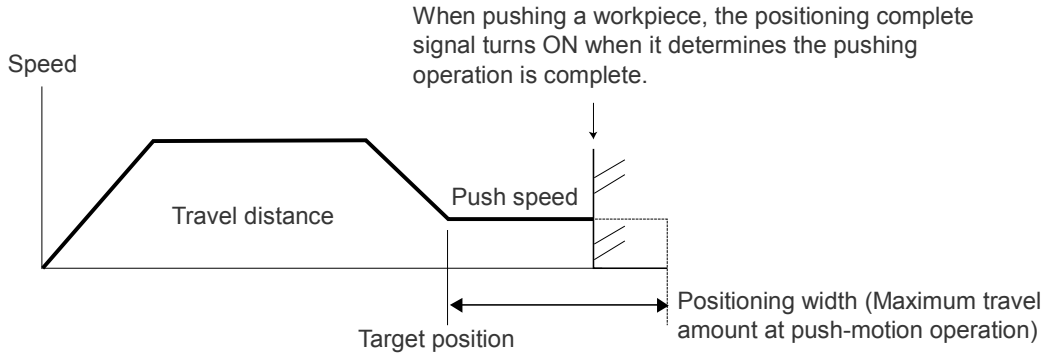 When pushing a workpiece, the positioning complete
signal turns ON when it determines the pushing
operation is complete.
Speed
Push speed
Travel distance
Positioning width (Maximum travel
amount at push-motion operation)
Target position